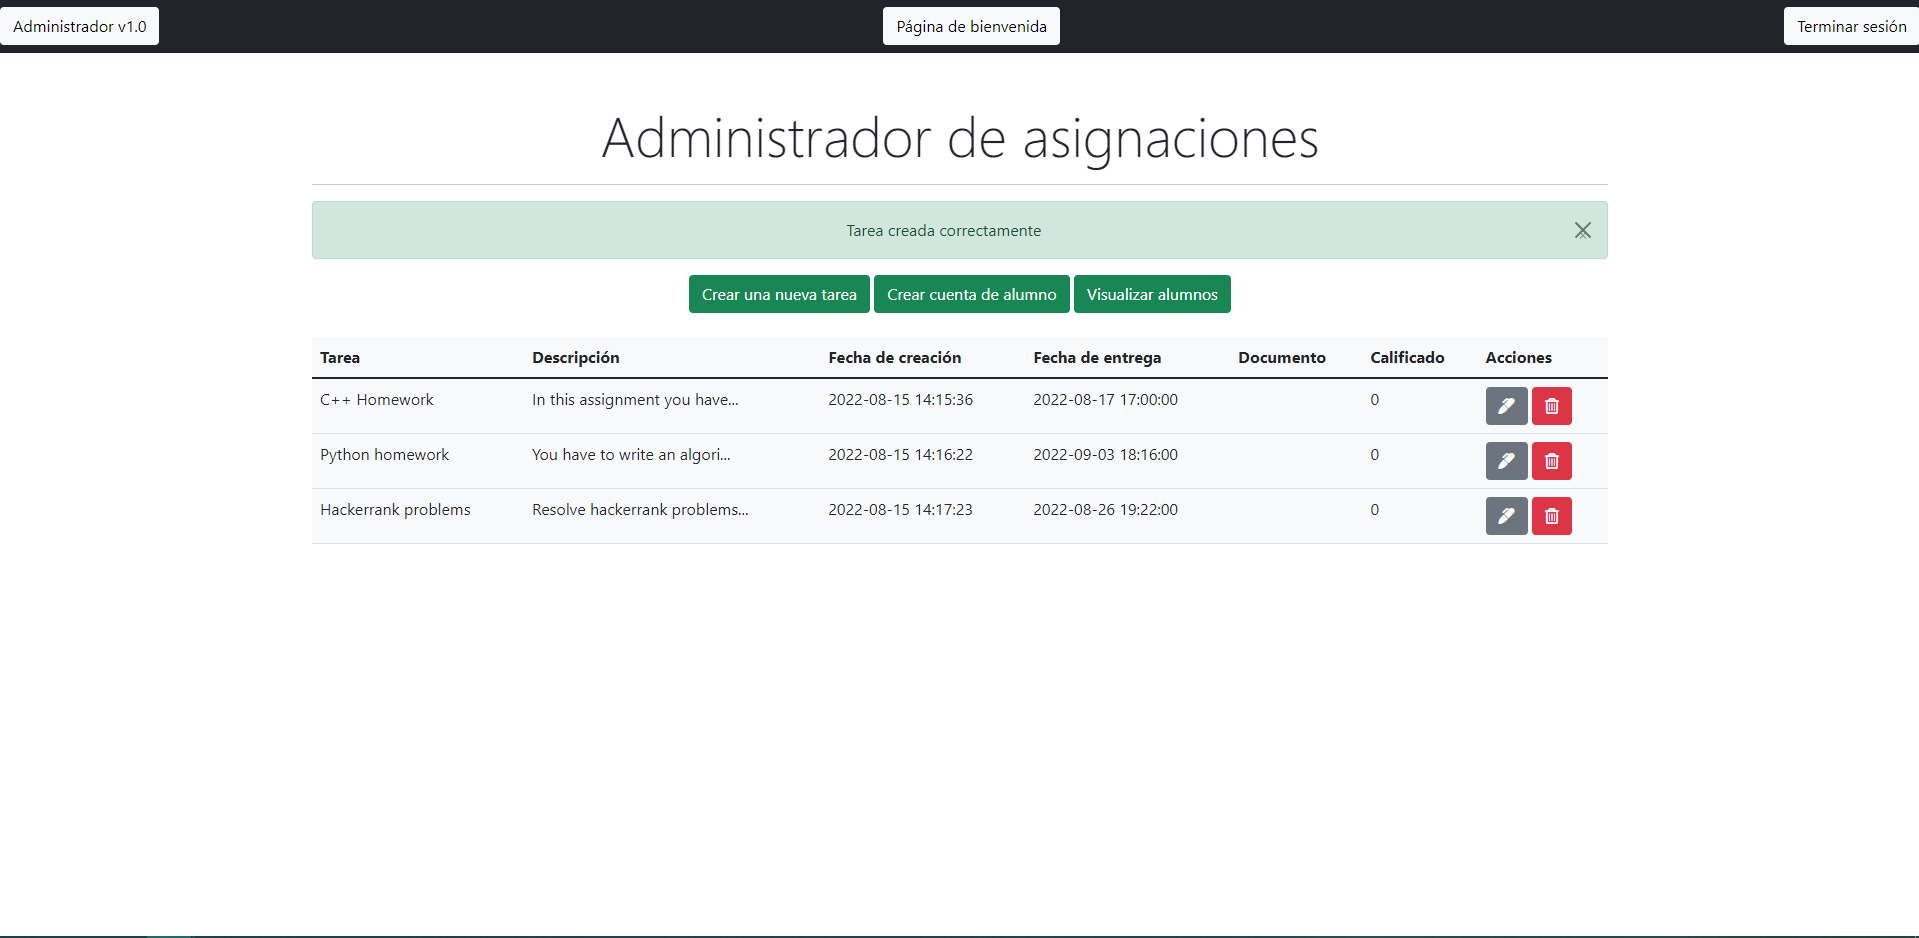 Administrador v1.0 Página de bienvenida Terminar sesión
Administrador de asignaciones
Tarea creada correctamente
Crear una nueva tarea Crear cuenta de alumno Visualizar alumnos
Tarea Descripción Fecha de creación Fecha de entrega Documento Calificado Acciones
C++ Homework In this assignment you have... 2022-08-15 14:15:36 2022-08-17 17:00:00 0
Python homework You have to write an algori... 2022-08-15 14:16:22 2022-09-03 18:16:00 0
Hackerrank problems Resolve hackerrank problems... 2022-08-15 14:17:23 2022-08-26 19:22:00 0